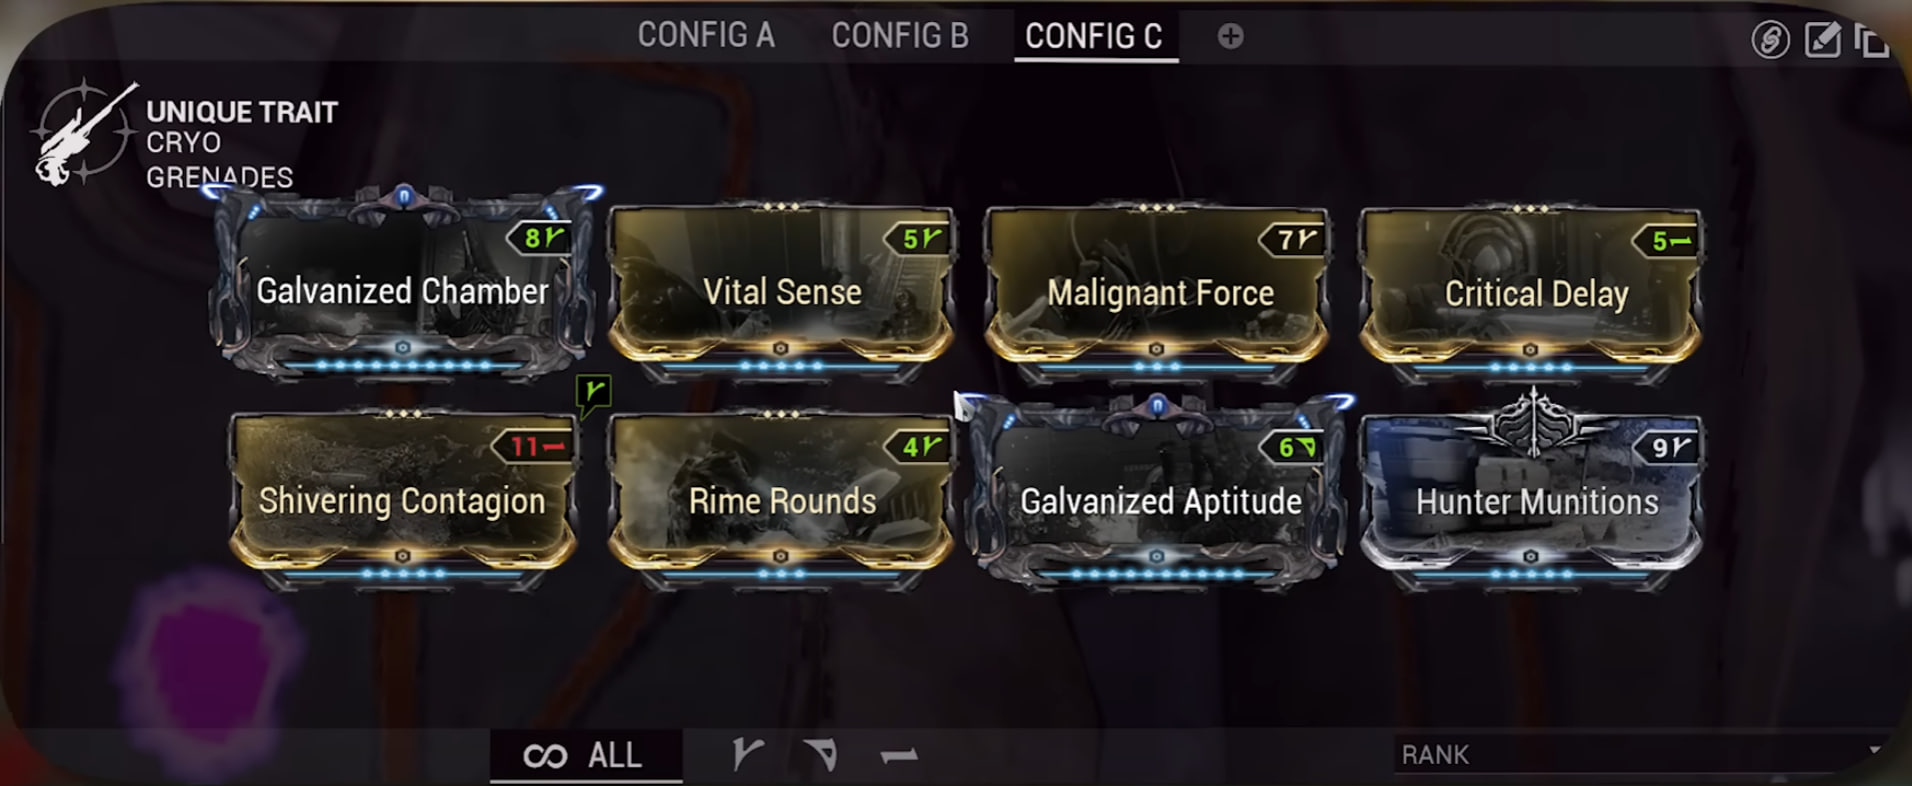 CONFIG A
CONFIG B
CONFIG C
UNIQUE TRAIT
CRYO
GRENADES
8
Galvanized Chamber
5
Vital Sense
7
Malignant Force
5
Critical Delay
11
Shivering Contagion
4
Rime Rounds
6
Galvanized Aptitude
9
Hunter Munitions
ALL
RANK